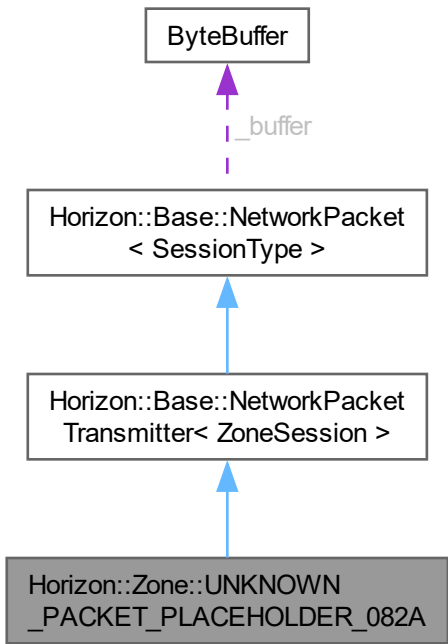 ByteBuffer
_buffer
Horizon::Base::NetworkPacket
< SessionType >
Horizon::Base::NetworkPacket
Transmitter< ZoneSession >
Horizon::Zone::UNKNOWN
_PACKET_PLACEHOLDER_082A